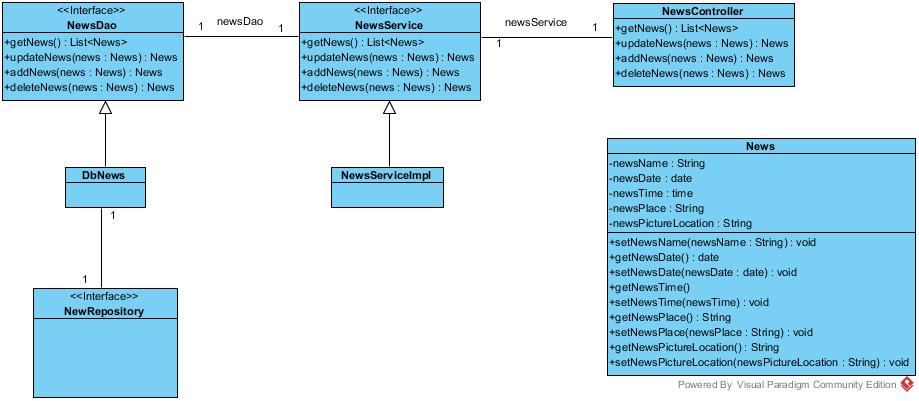 <<Interface>>
NewsDao
+getNews() : List<News>
+updateNews(news : News) : News
+addNews(news : News) : News
+deleteNews(news : News) : News
1
newsDao
1
<<Interface>>
NewsService
+getNews() : List<News>
+updateNews(news : News) : News
+addNews(news : News) : News
+deleteNews(news : News) : News
newsService
1
1
NewsController
+getNews() : List<News>
+updateNews(news : News) : News
+addNews(news : News) : News
+deleteNews(news : News) : News
DbNews
NewsServiceImpl
1
1
<<Interface>>
NewRepository
News
-newsName : String
-newsDate : date
-newsTime : time
-newsPlace : String
-newsPictureLocation : String
+setNewsName(newsName : String) : void
+getNewsDate() : date
+setNewsDate(newsDate : date) : void
+getNewsTime()
+setNewsTime(newsTime) : void
+getNewsPlace() : String
+setNewsPlace(newsPlace : String) : void
+getNewsPictureLocation() : String
+setNewsPictureLocation(newsPictureLocation : String) : void
Powered By Visual Paradigm Community Edition